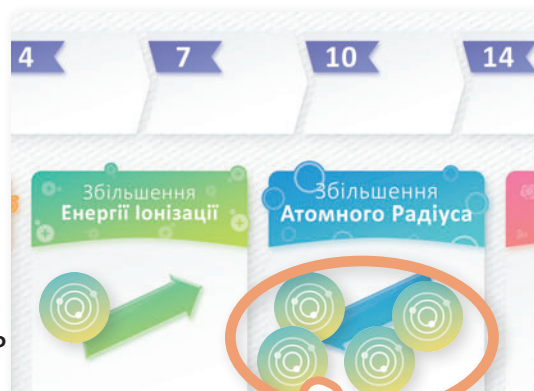 4
7
10
14
Збільшення
Енергії Іонізації
Збільшення
Атомного Радіуса